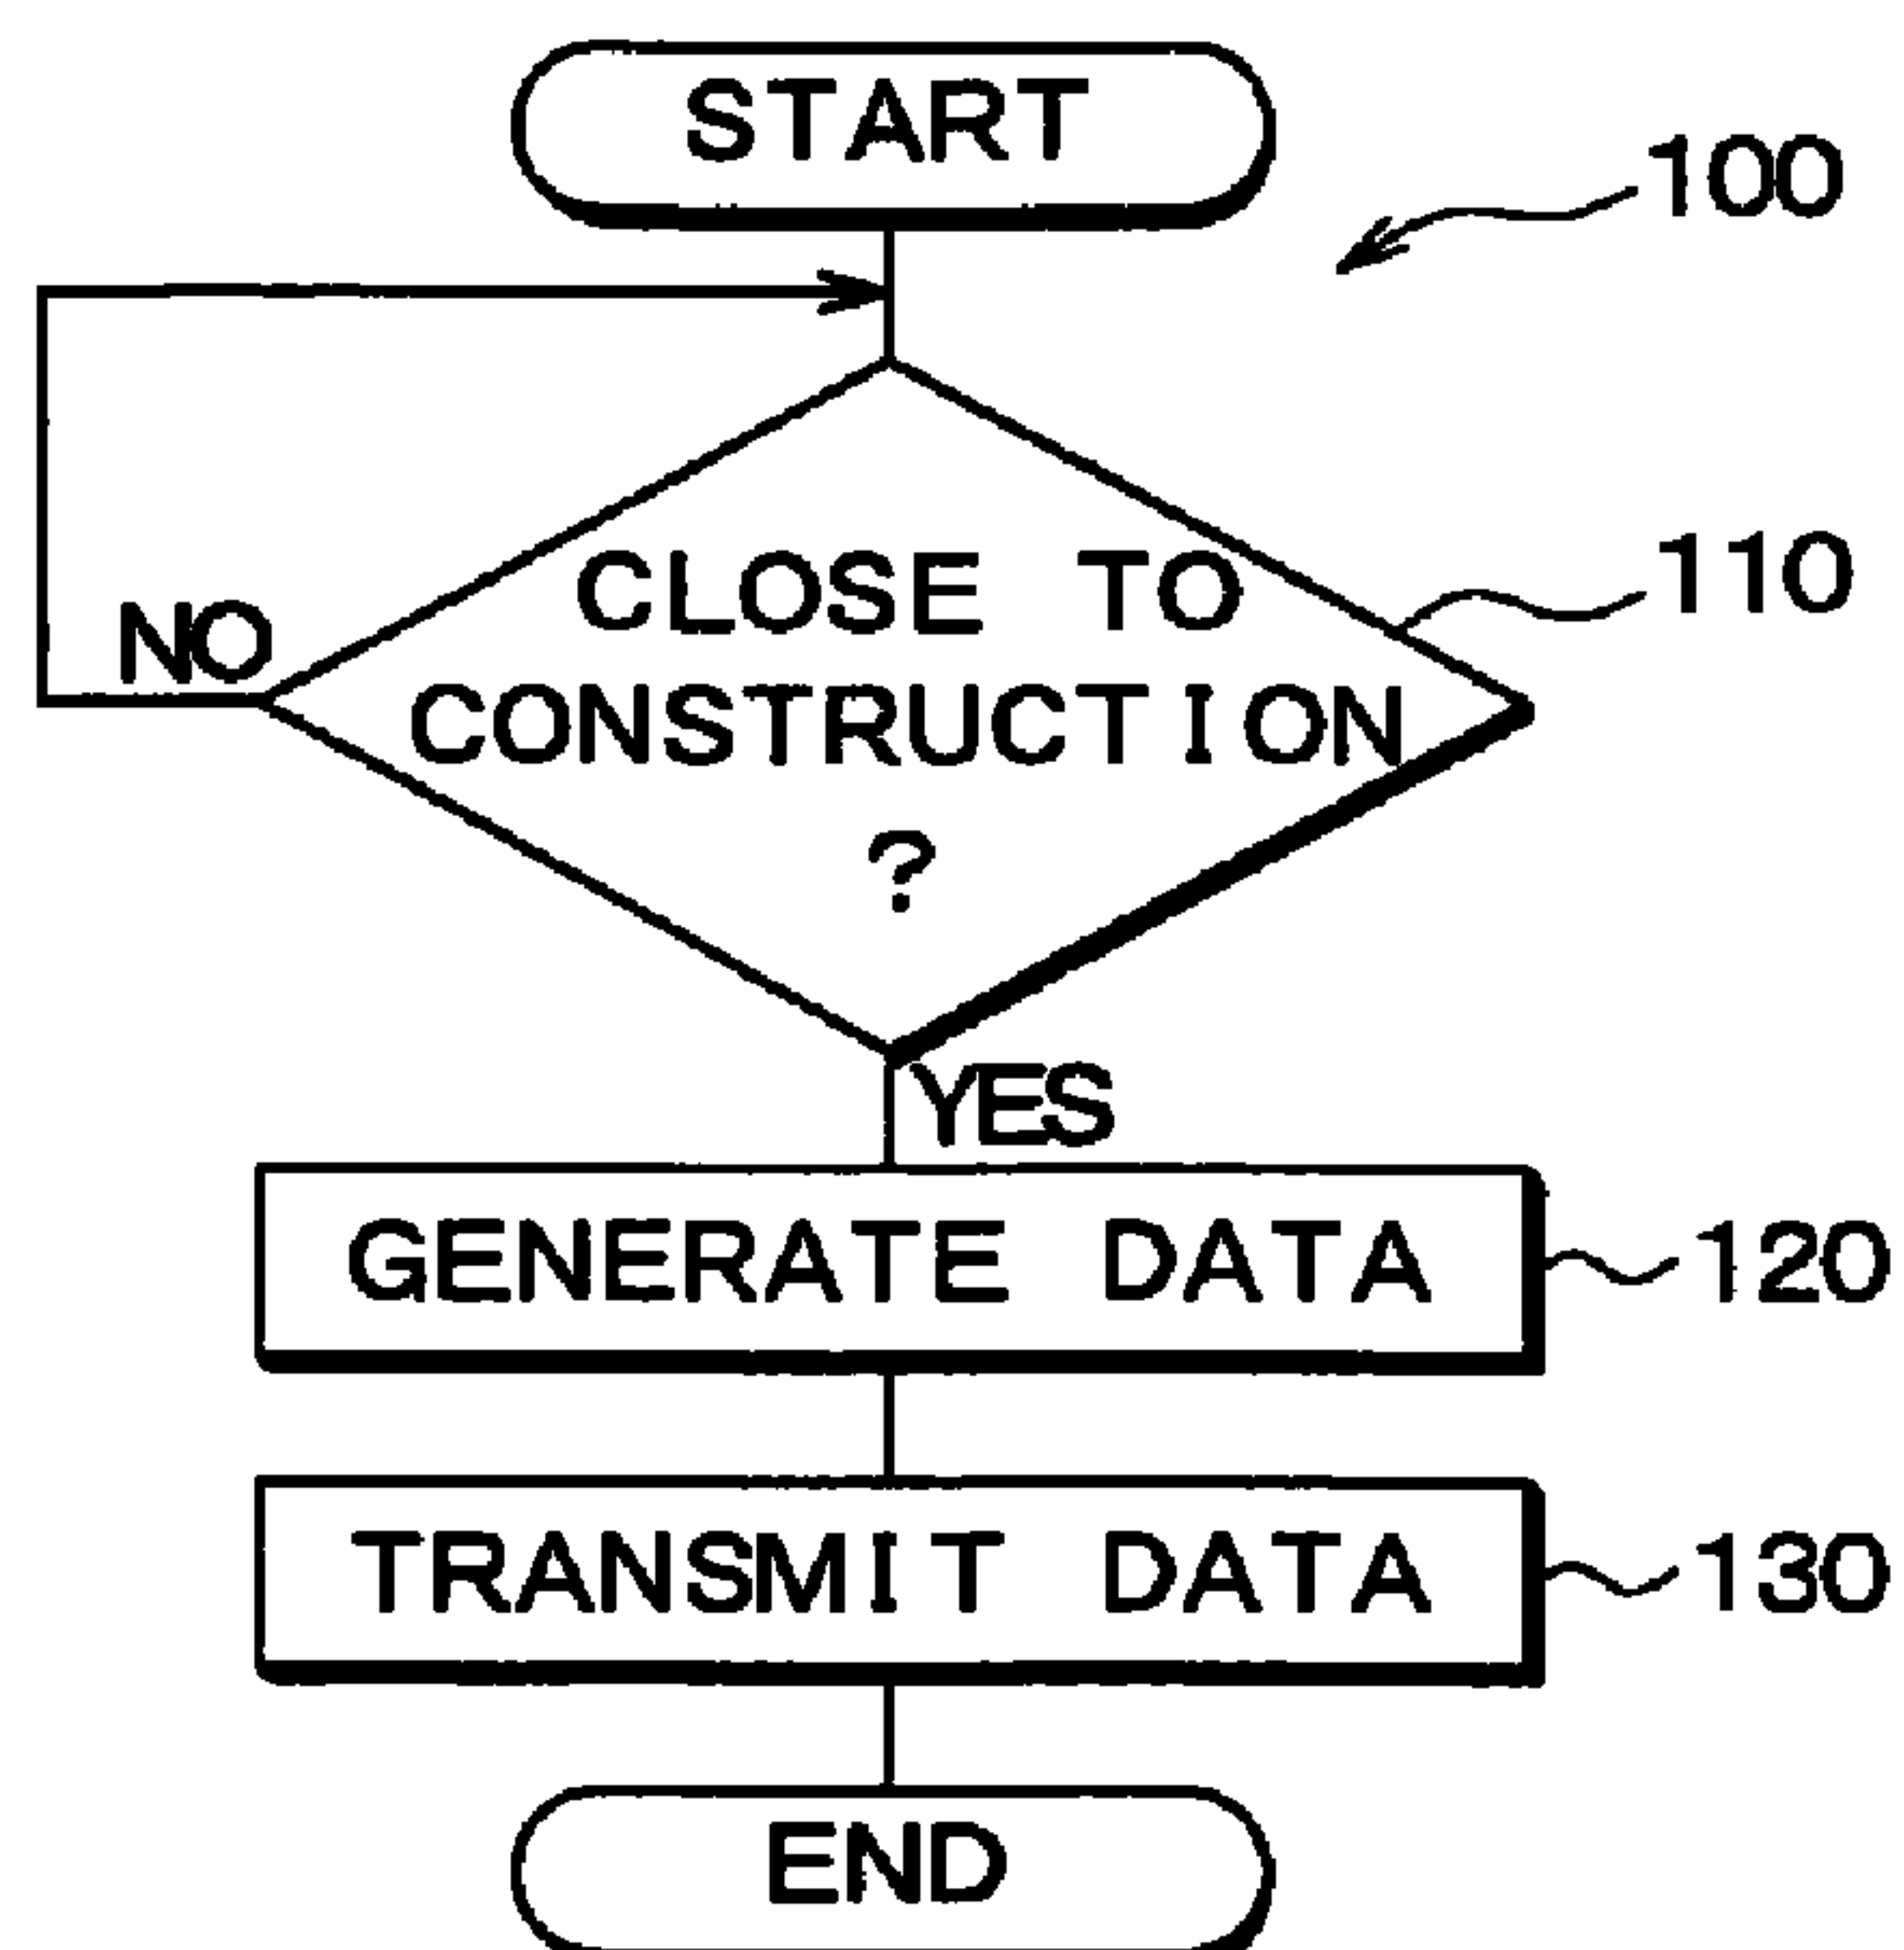 START
100
CLOSE TO
110
NO
CONSTRUCTION
?
YES
GENERATE DATA
120
TRANSMIT DATA
130
END